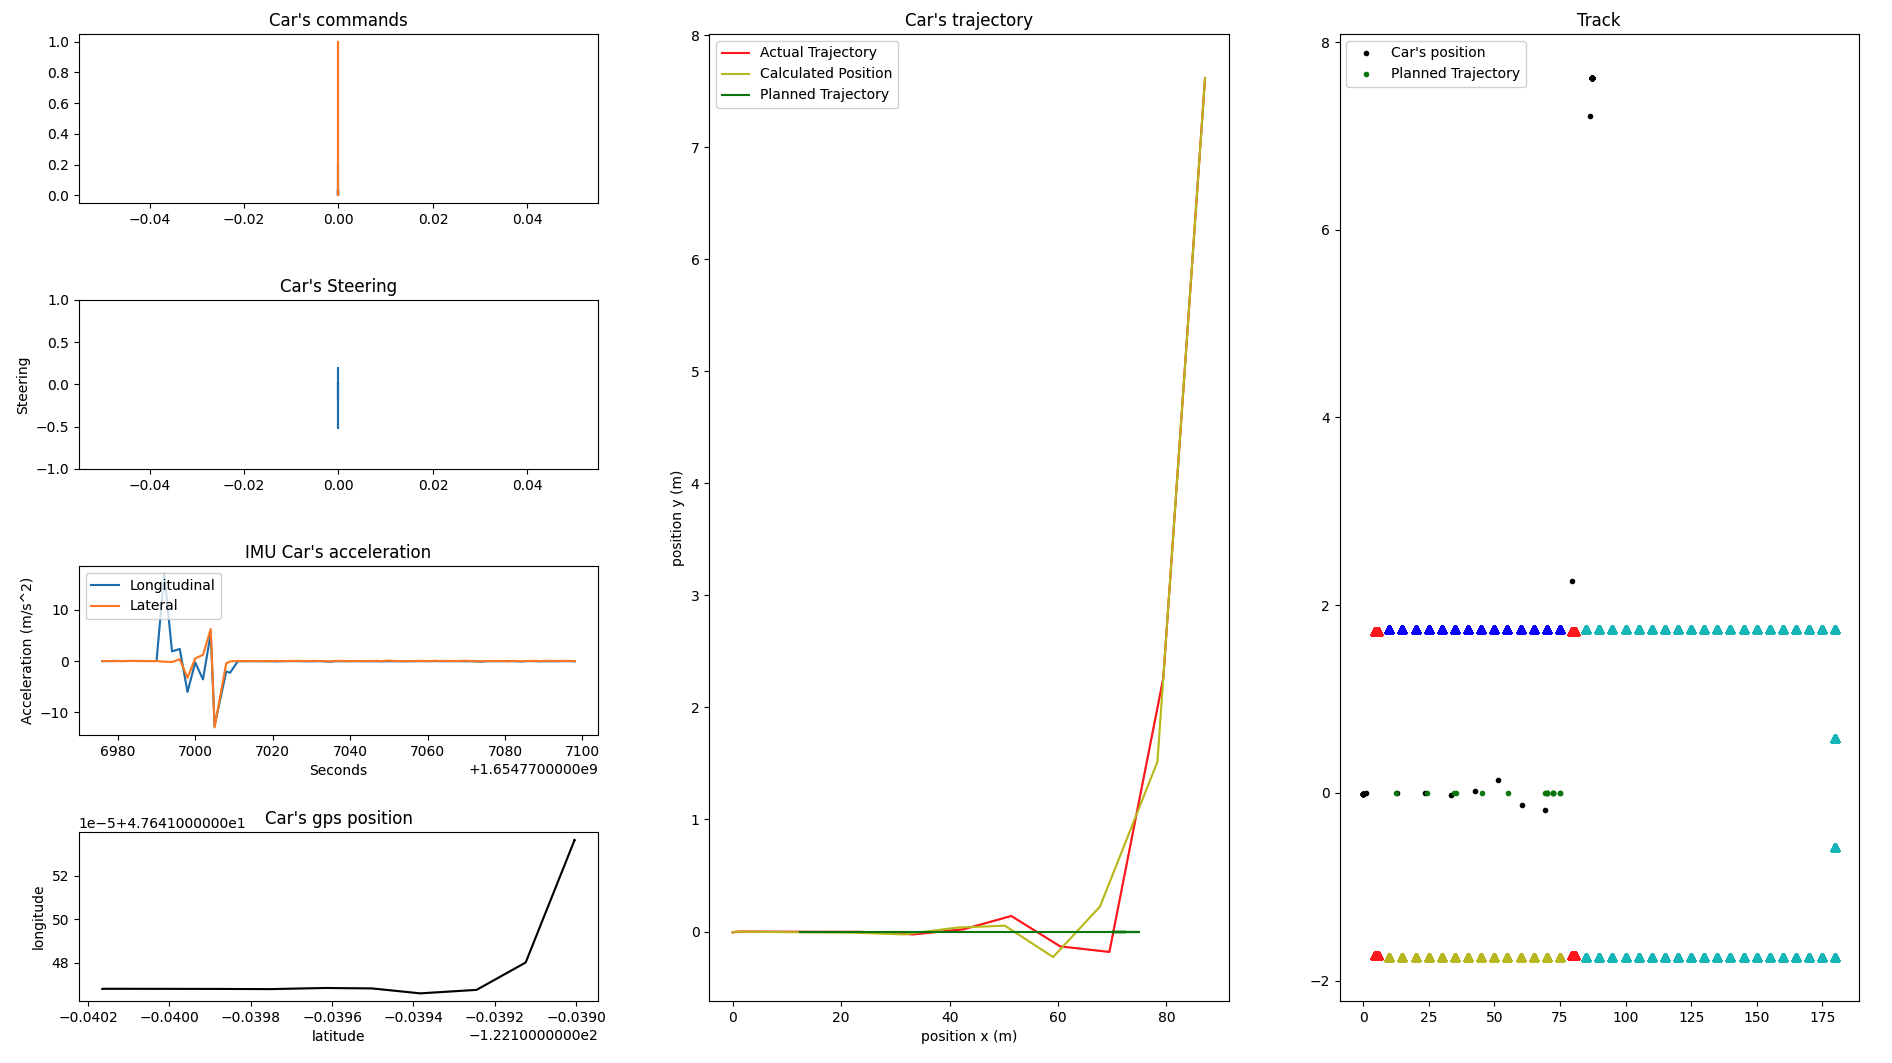 Car's commands
1.0
0.8
0.6
0.4
0.2
0.0
−0.04 −0.02 0.00 0.02 0.04
Car's Steering
Steering
1.0
0.5
0.0
−0.5
−1.0
−0.04 −0.02 0.00 0.02 0.04
IMU Car's acceleration
Acceleration (m/s^2)
Longitudinal
Lateral
10
0
−10
6980 7000 7020 7040 7060 7080 7100
Seconds
+1.6547700000e9
1e−5+4.7641000000e1
Car's gps position
longitude
52
50
48
−0.0402 −0.0400 −0.0398 −0.0396 −0.0394 −0.0392 −0.0390
latitude
−1.2210000000e2
Car's trajectory
Actual Trajectory
Calculated Position
Planned Trajectory
position y (m)
8
7
6
5
4
3
2
1
0
0 20 40 60 80
position x (m)
Track
Car's position
Planned Trajectory
8
6
4
2
0
−2
0 25 50 75 100 125 150 175